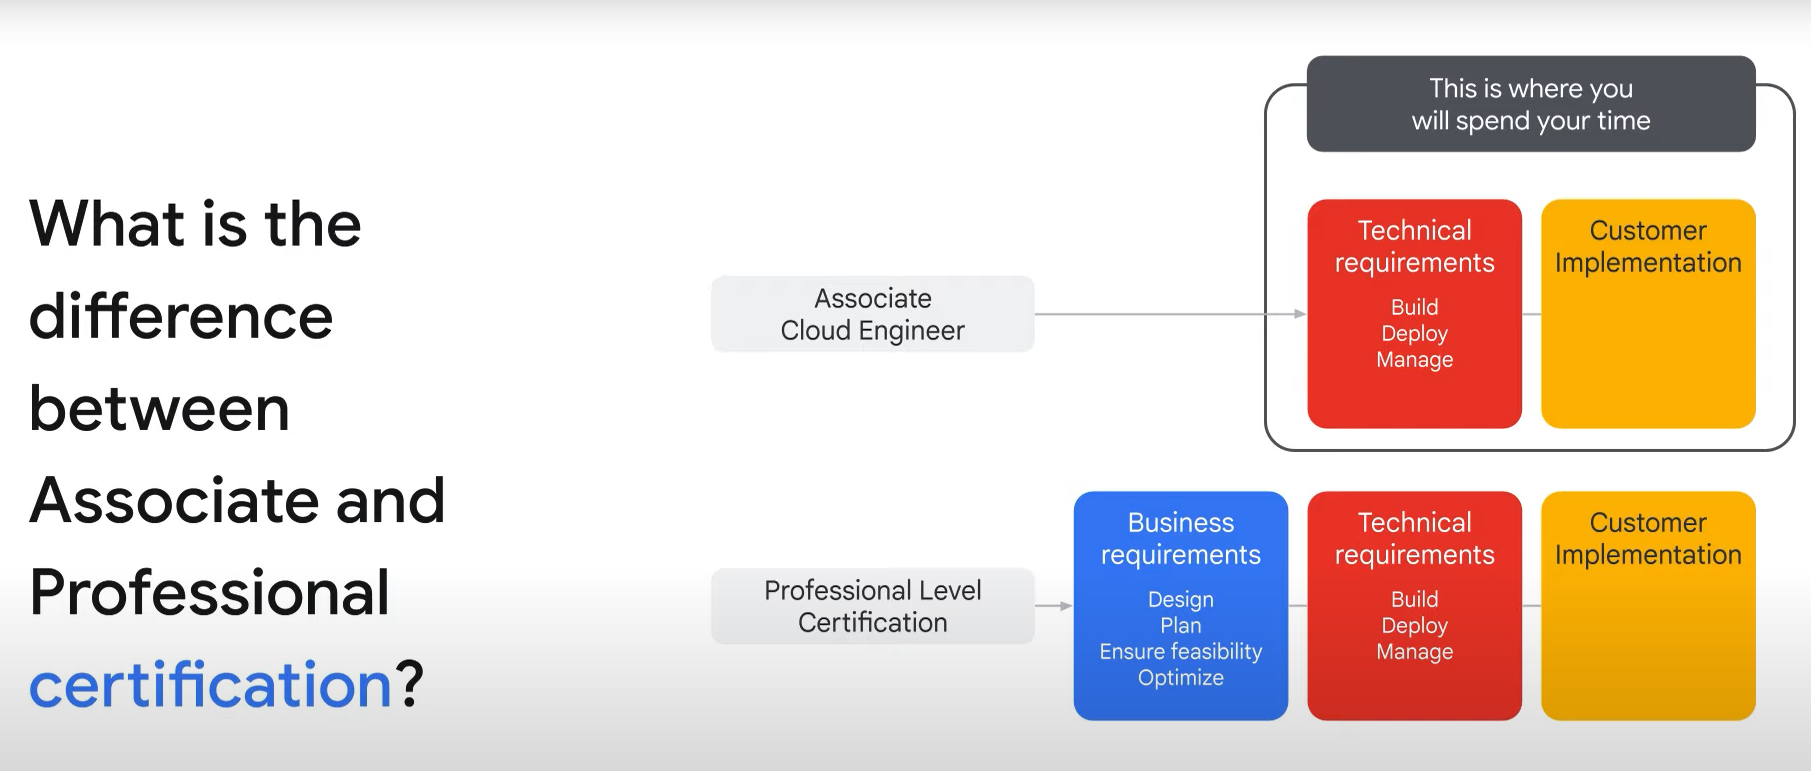 What is the
difference
between
Associate and
Professional
certification?
This is where you
will spend your time
Associate
Cloud Engineer
Technical
requirements
Build
Deploy
Manage
Customer
Implementation
Professional Level
Certification
Business
requirements
Design
Plan
Ensure feasibility
Optimize
Technical
requirements
Build
Deploy
Manage
Customer
Implementation